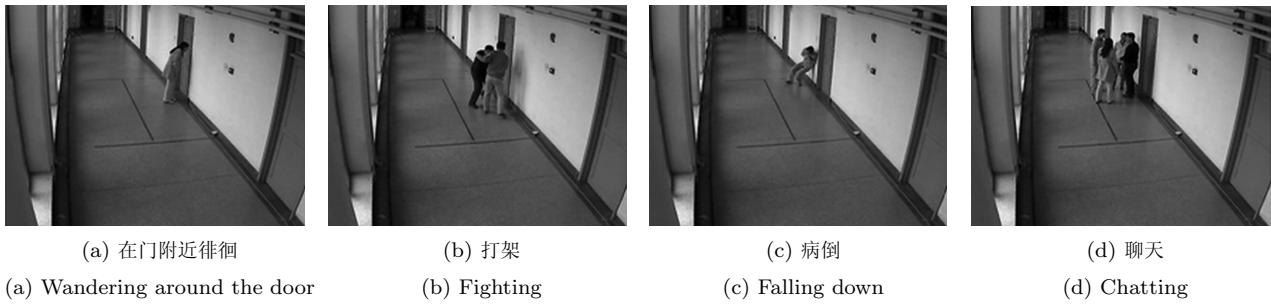 (a) 在门附近徘徊
(b) 打架
(c) 病倒
(d) 聊天
(a) Wandering around the door
(b) Fighting
(c) Falling down
(d) Chatting